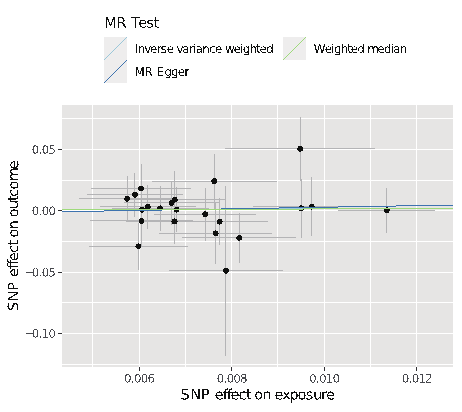 MR Test
Inverse variance weighted
Weighted median
MR Egger
0.05
0.00
−0.05
−0.10
SNP effect on outcome
0.006
0.008
0.010
0.012
SNP effect on exposure